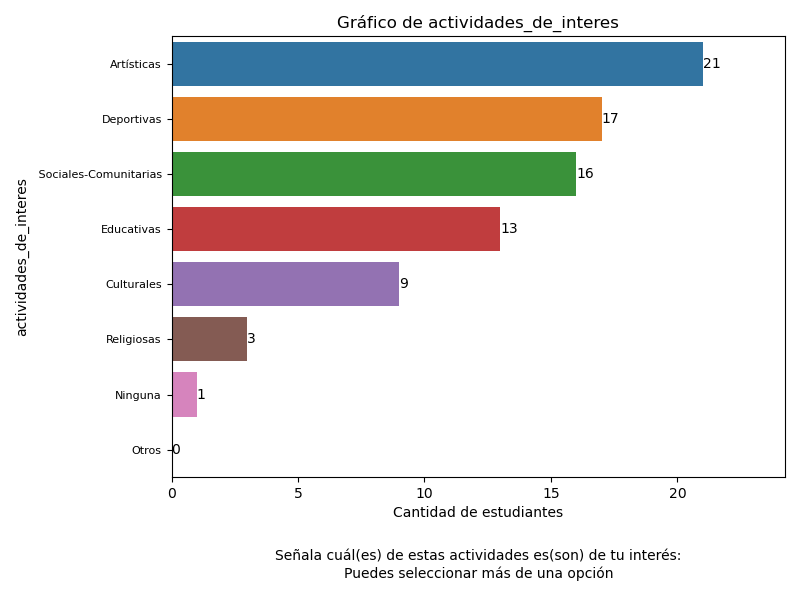 Gráfico de actividades_de_interes
Artísticas 21
Deportivas 17
Sociales-Comunitarias 16
Educativas 13
Culturales 9
Religiosas 3
Ninguna 1
Otros 0
actividades_de_interes
0 5 10 15 20
Cantidad de estudiantes
Señala cuál(es) de estas actividades es(son) de tu interés:
Puedes seleccionar más de una opción